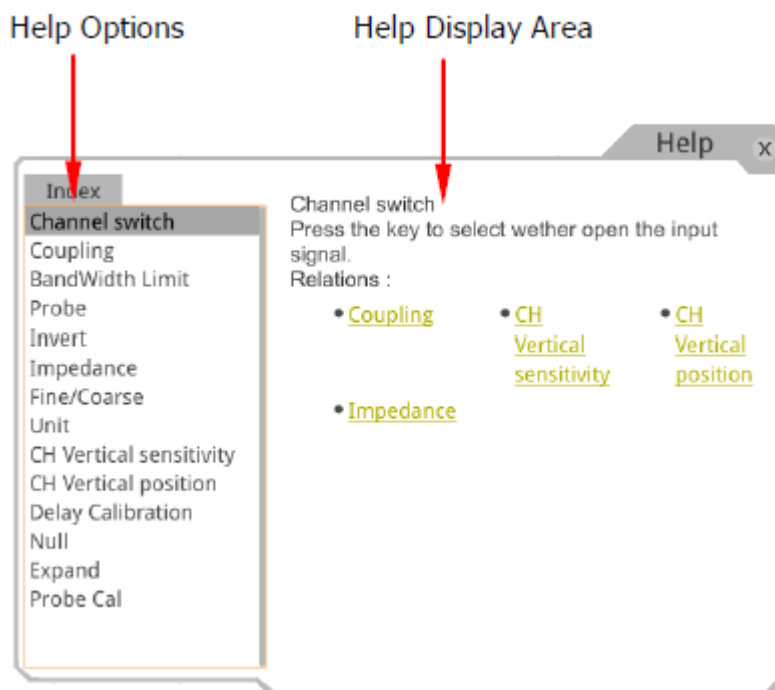 Help Options
Help Display Area
Help
x
Index
Channel switch
Coupling
BandWidth Limit
Probe
Invert
Impedance
Fine/Coarse
Unit
CH Vertical sensitivity
CH Vertical position
Delay Calibration
Null
Expand
Probe Cal
Channel switch
Press the key to select wether open the input
signal.
Relations :
• Coupling
• CH
Vertical
sensitivity
• CH
Vertical
position
• Impedance